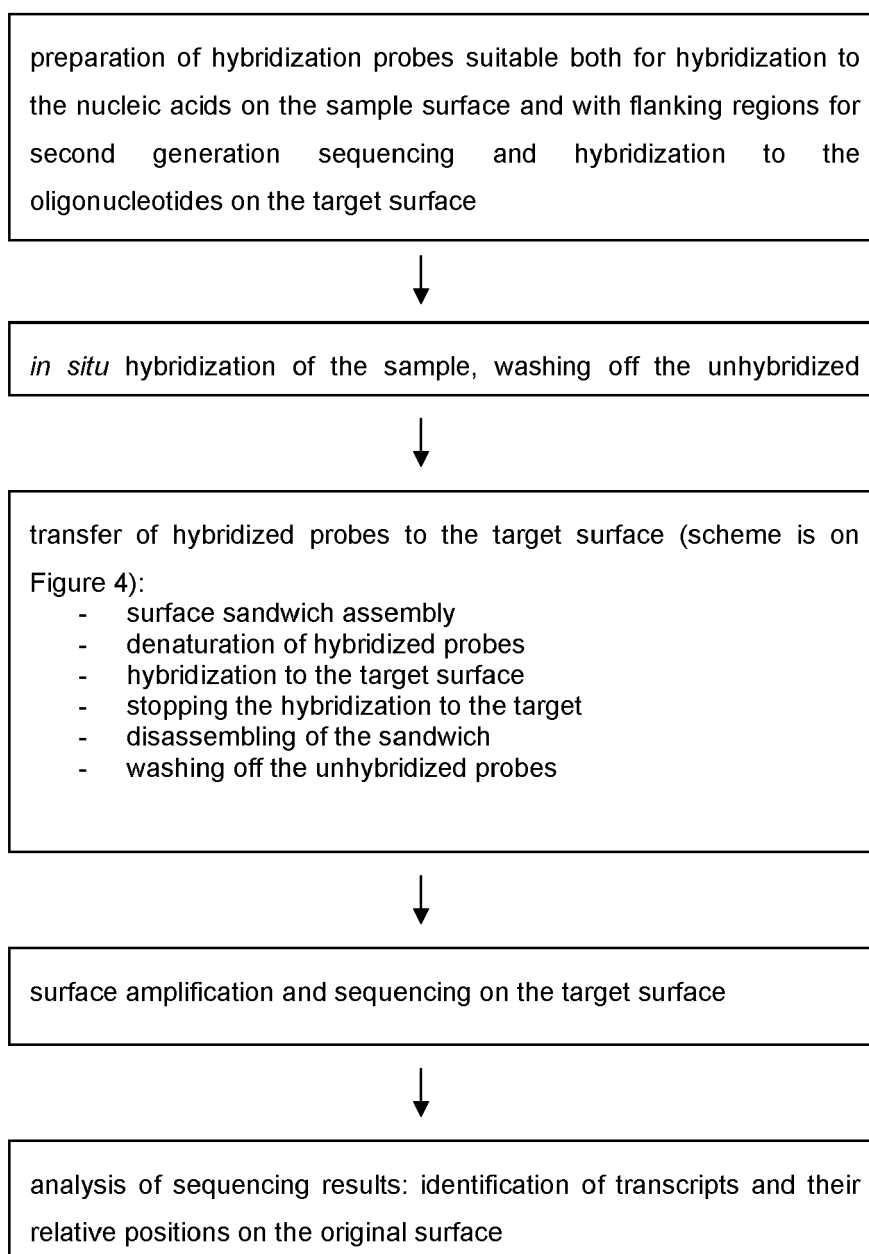 preparation of hybridization probes suitable both for hybridization to
the nucleic acids on the sample surface and with flanking regions for
second generation sequencing and hybridization to the
oligonucleotides on the target surface
in situ hybridization of the sample, washing off the unhybridized
transfer of hybridized probes to the target surface (scheme is on
Figure 4):
- surface sandwich assembly
- denaturation of hybridized probes
- hybridization to the target surface
- stopping the hybridization to the target
- disassembling of the sandwich
- washing off the unhybridized probes
surface amplification and sequencing on the target surface
analysis of sequencing results: identification of transcripts and their
relative positions on the original surface